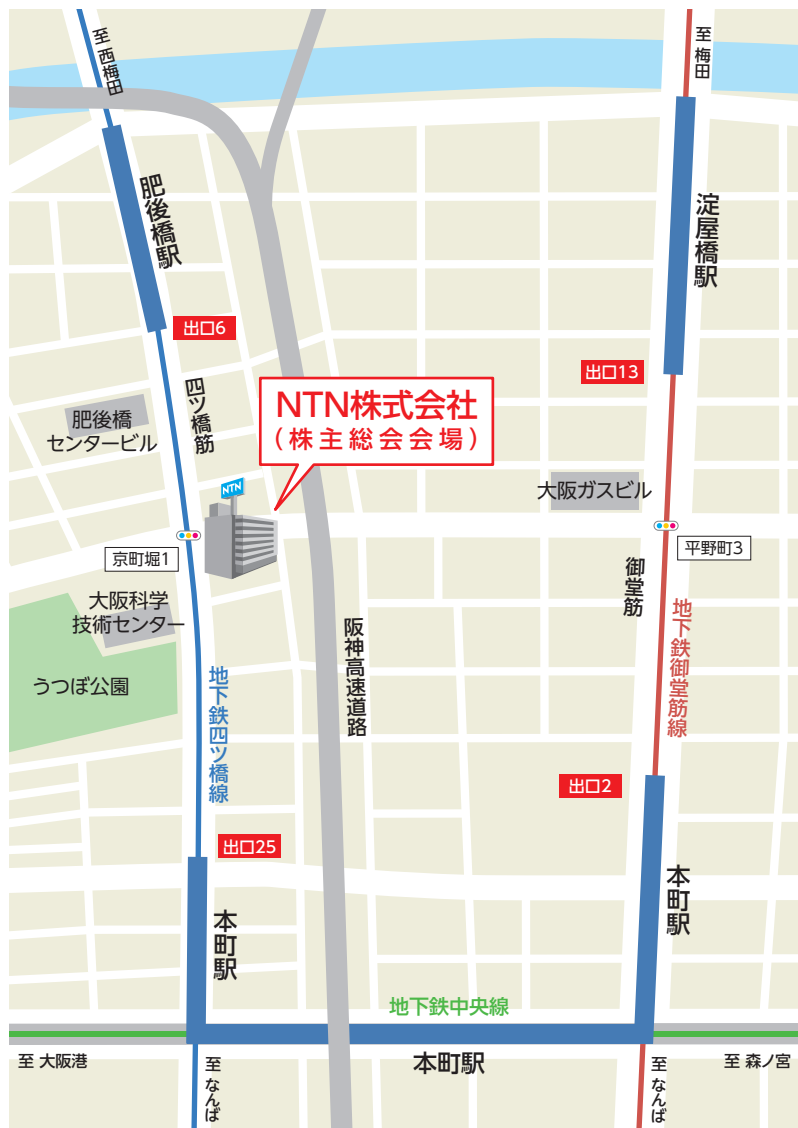 至 西梅田
至 梅田
肥後橋駅
淀屋橋駅
出口6
出口13
四ツ橋筋
NTN株式会社
(株主総会会場)
肥後橋
センタービル
NTN
大阪ガスビル
京町堀1
平野町3
御堂筋
大阪科学
技術センター
地下鉄御堂筋線
阪神高速道路
うつぼ公園
地下鉄四ツ橋線
出口2
出口25
本町駅
本町駅
地下鉄中央線
至 大阪港
本町駅
至 森ノ宮
至 なんば
至 なんば